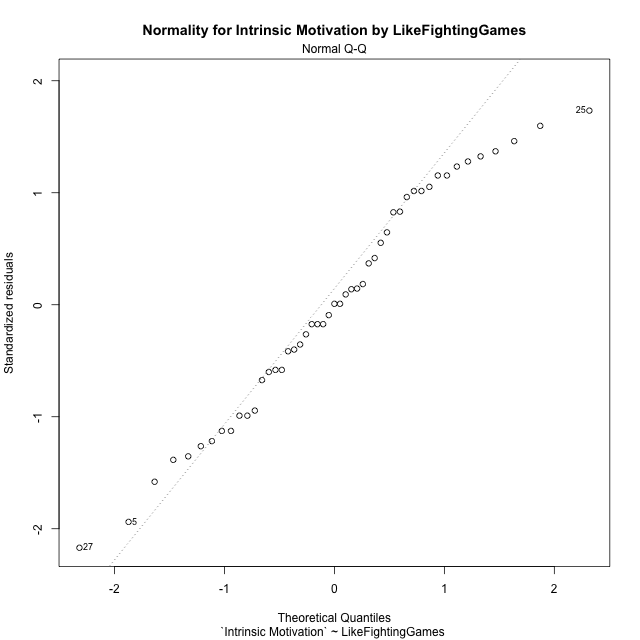 Normality for Intrinsic Motivation by LikeFightingGames
Normal Q-Q
2
1
0
-1
-2
25
5
27
Standardized residuals
-2 -1 0 1 2
Theoretical Quantiles
`Intrinsic Motivation` ~ LikeFightingGames